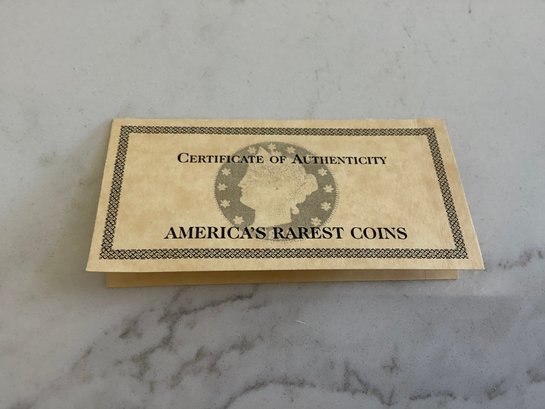 Certificate of Authenticity
AMERICA'S RAREST COINS